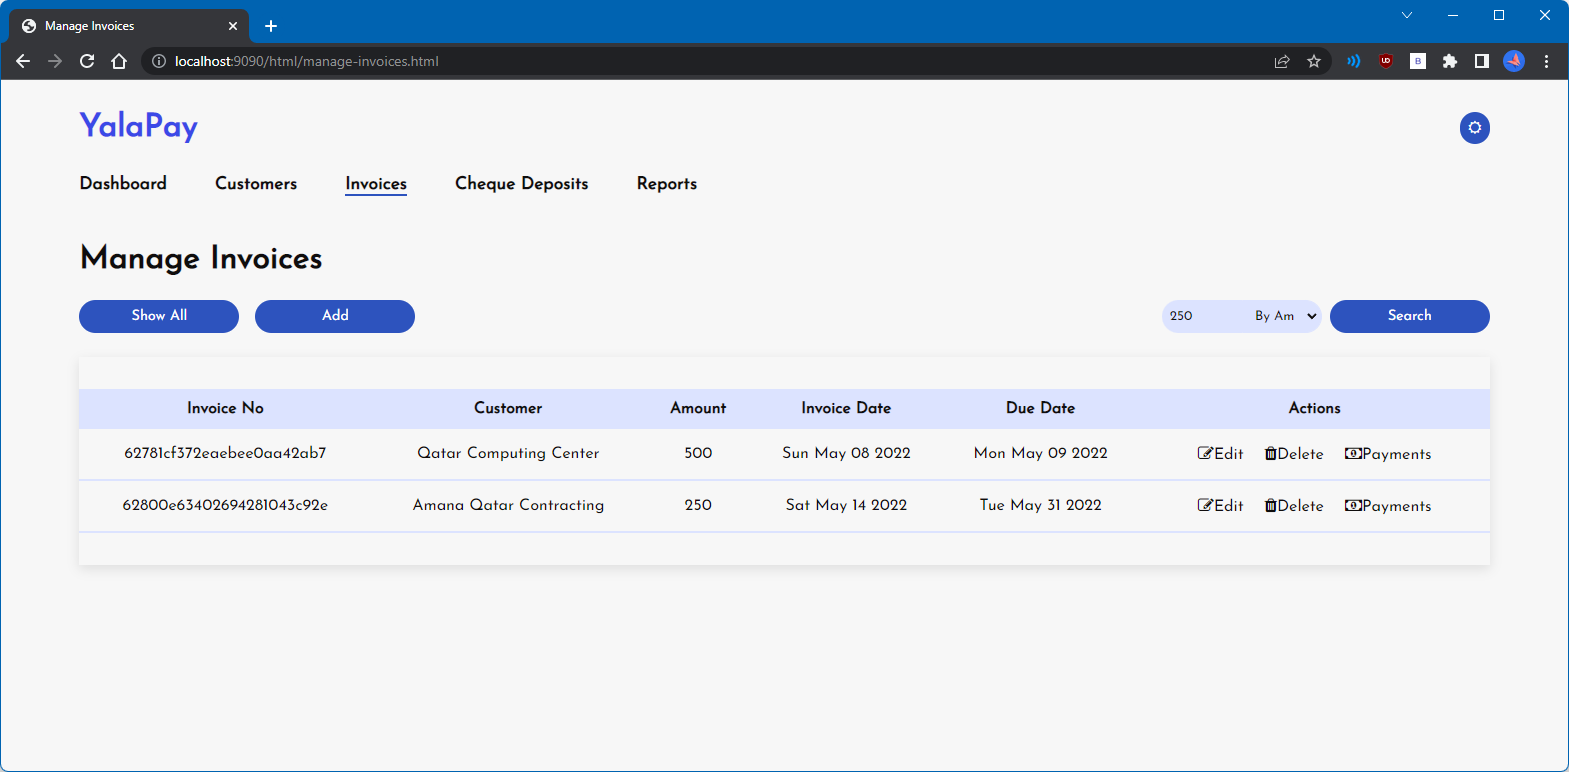 Manage Invoices
localhost:9090/html/manage-invoices.html
UD
B
YalaPay
Dashboard Customers Invoices Cheque Deposits Reports
Manage Invoices
Show All Add 250 By Am Search
Invoice No Customer Amount Invoice Date Due Date Actions
62781cf372eaebee0aa42ab7 Qatar Computing Center 500 Sun May 08 2022 Mon May 09 2022 Edit Delete Payments
62800e63402694281043c92e Amana Qatar Contracting 250 Sat May 14 2022 Tue May 31 2022 Edit Delete Payments